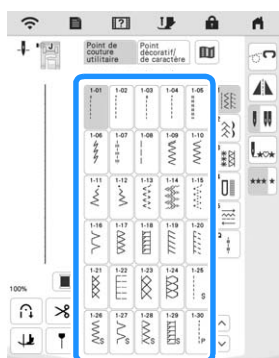 J
Point de couture utilitaire
Point décoratif/ de caractère
1-01 1-02 1-03 1-04 1-05
1-06 1-07 1-08 1-09 1-10
1-11 1-12 1-13 1-14 1-15
1-16 1-17 1-18 1-19 1-20
1-21 1-22 1-23 1-24 1-25
S
1-26 1-27 1-28 1-29 1-30
S S S S P
100%